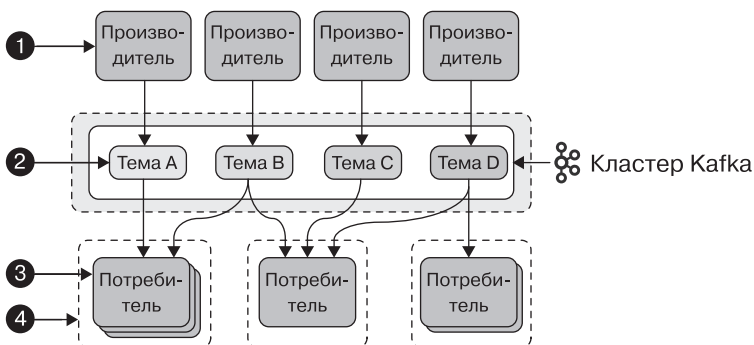 1
Произво-
дитель
Произво-
дитель
Произво-
дитель
Произво-
дитель
2
Тема A
Тема B
Тема C
Тема D
Кластер Kafka
3
Потреби-
тель
Потреби-
тель
Потреби-
тель
4